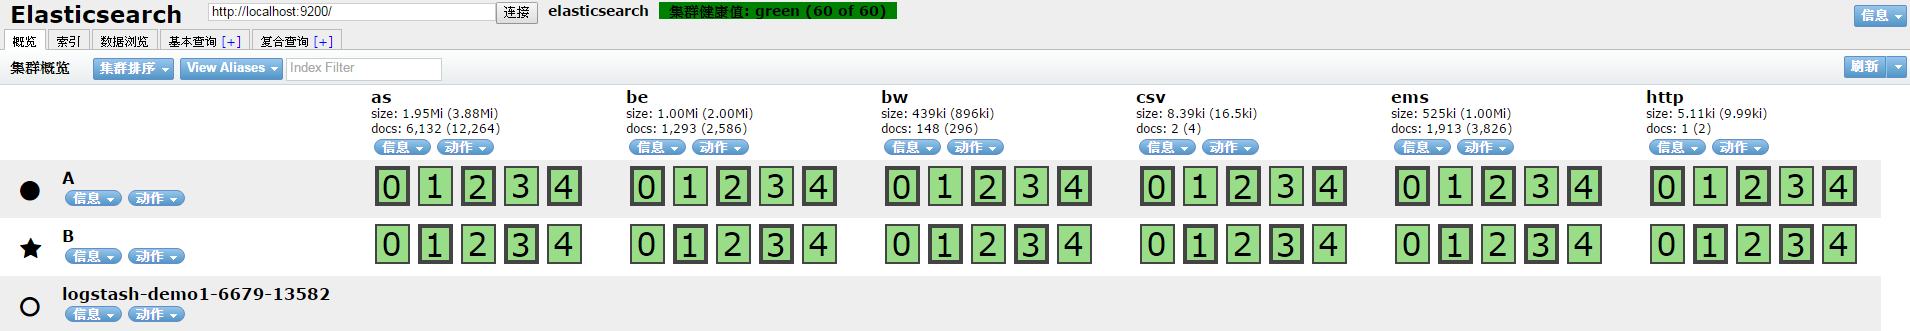 Elasticsearch http://localhost:9200/ 连接 elasticsearch 集群健康值: green (60 of 60) 信息
概览 索引 数据浏览 基本查询 [+] 复合查询 [+]
集群概览 集群排序 View Aliases Index Filter 刷新
as be bw csv ems http
size: 1.95Mi (3.88Mi) size: 1.00Mi (2.00Mi) size: 439ki (896ki) size: 8.39ki (16.5ki) size: 525ki (1.00Mi) size: 5.11ki (9.99ki)
docs: 6,132 (12,264) docs: 1,293 (2,586) docs: 148 (296) docs: 2 (4) docs: 1,913 (3,826) docs: 1 (2)
信息 动作 信息 动作 信息 动作 信息 动作 信息 动作 信息 动作
A 0 1 2 3 4 0 1 2 3 4 0 1 2 3 4 0 1 2 3 4 0 1 2 3 4 0 1 2 3 4
信息 动作
B 0 1 2 3 4 0 1 2 3 4 0 1 2 3 4 0 1 2 3 4 0 1 2 3 4 0 1 2 3 4
信息 动作
logstash-demo1-6679-13582
信息 动作